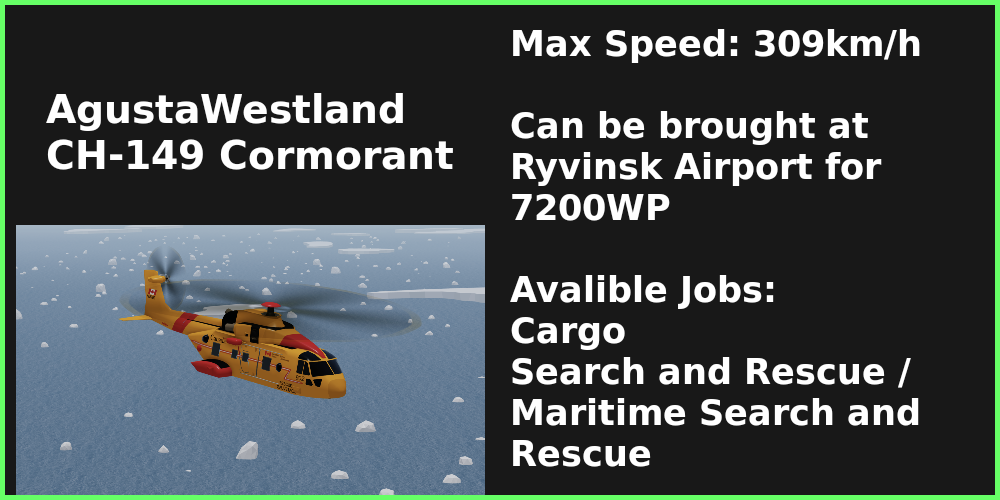 AgustaWestland
CH-149 Cormorant
Max Speed: 309km/h
Can be brought at
Ryvinsk Airport for
7200WP
Avalible Jobs:
Cargo
Search and Rescue /
Maritime Search and
Rescue